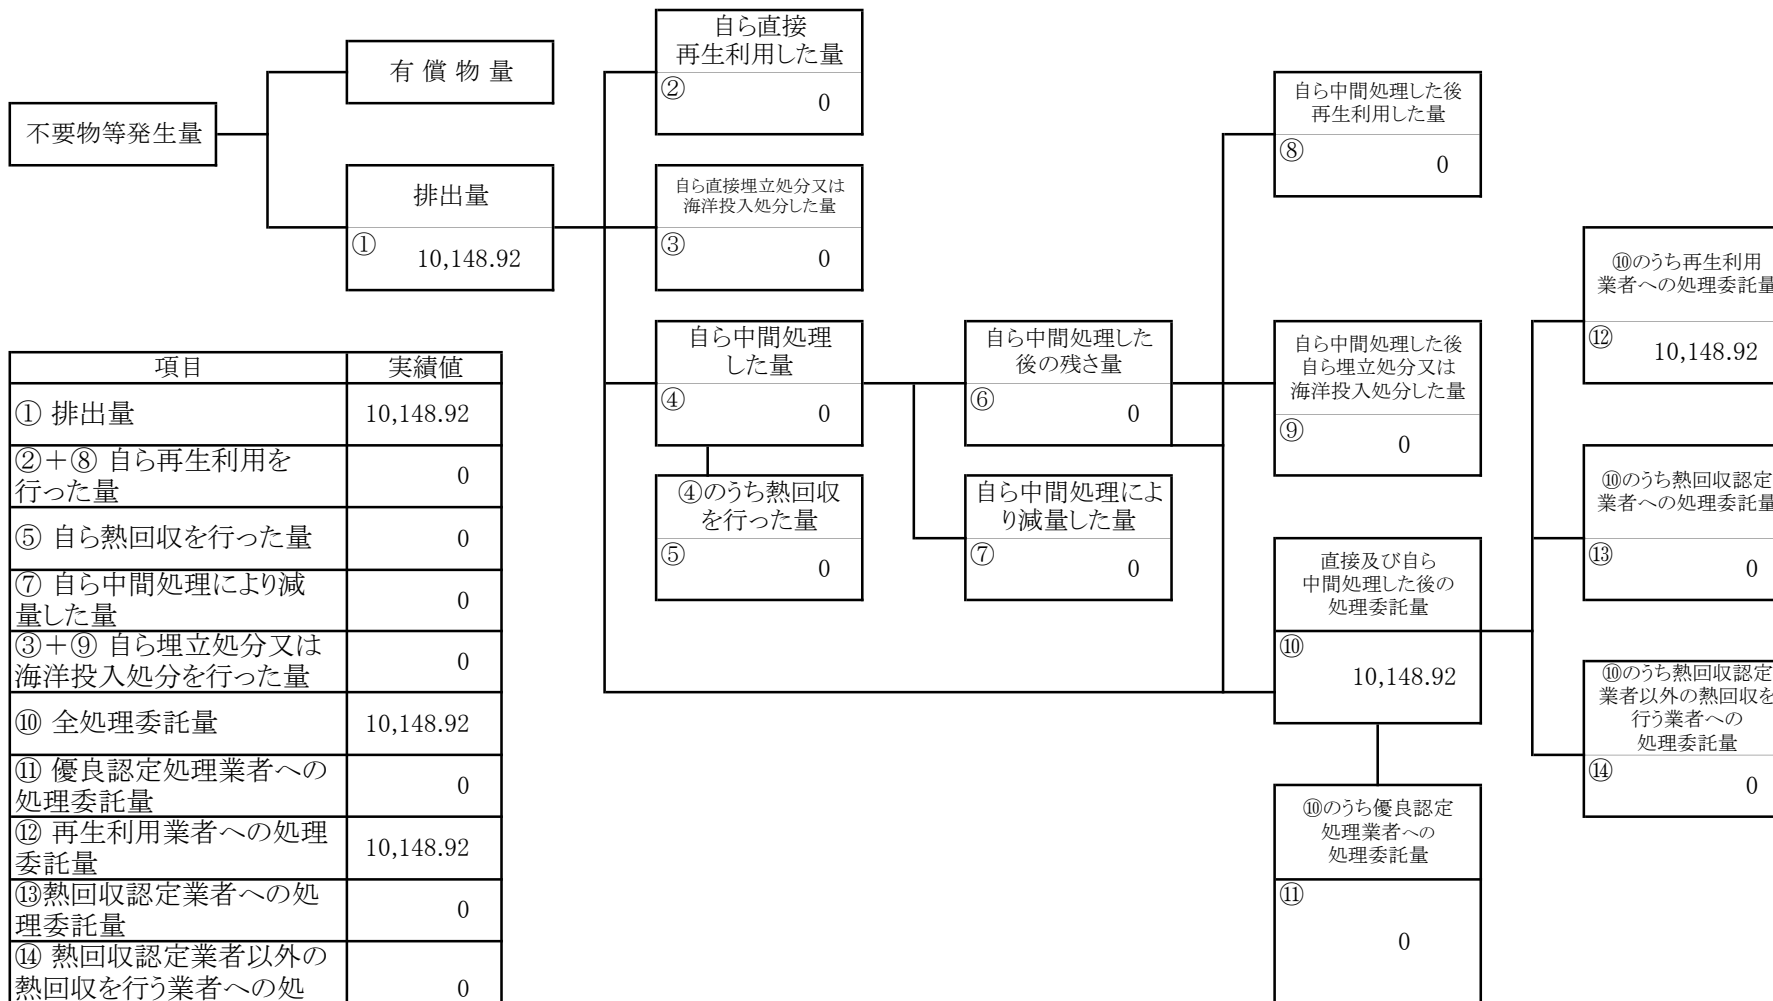 不要物等発生量
有 償 物 量
排出量
① 10,148.92
自ら直接
再生利用した量
② 0
自ら直接埋立処分又は
海洋投入処分した量
③ 0
自ら中間処理
した量
④ 0
④のうち熱回収
を行った量
⑤ 0
自ら中間処理した
後の残さ量
⑥ 0
自ら中間処理によ
り減量した量
⑦ 0
自ら中間処理した後
再生利用した量
⑧ 0
自ら中間処理した後
自ら埋立処分又は
海洋投入処分した量
⑨ 0
直接及び自ら
中間処理した後の
処理委託量
⑩
10,148.92
⑩のうち優良認定
処理業者への
処理委託量
⑪
0
⑩のうち再生利用
業者への処理委託量
⑫ 10,148.92
⑩のうち熱回収認定
業者への処理委託量
⑬ 0
⑩のうち熱回収認定
業者以外の熱回収を
行う業者への
処理委託量
⑭ 0
項目 実績値
① 排出量 10,148.92
②＋⑧ 自ら再生利用を
行った量 0
⑤ 自ら熱回収を行った量 0
⑦ 自ら中間処理により減
量した量 0
③＋⑨ 自ら埋立処分又は
海洋投入処分を行った量 0
⑩ 全処理委託量 10,148.92
⑪ 優良認定処理業者への
処理委託量 0
⑫ 再生利用業者への処理
委託量 10,148.92
⑬熱回収認定業者への処
理委託量 0
⑭ 熱回収認定業者以外の
熱回収を行う業者への処 0